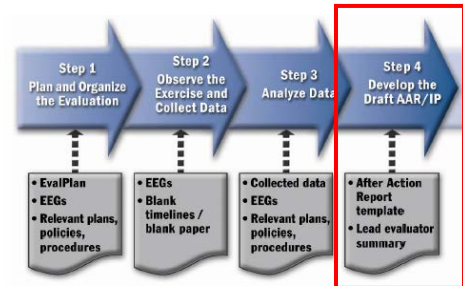 Step 1
Plan and Organize
the Evaluation
Step 2
Observe the
Exercise and
Collect Data
Step 3
Analyze Data
Step 4
Develop the
Draft AAR/IP
• EvalPlan
• EEGs
• Relevant plans,
policies,
procedures
• EEGs
• Blank
timelines /
blank paper
• Collected data
• EEGs
• Relevant plans,
policies,
procedures
• After Action
Report
template
• Lead evaluator
summary